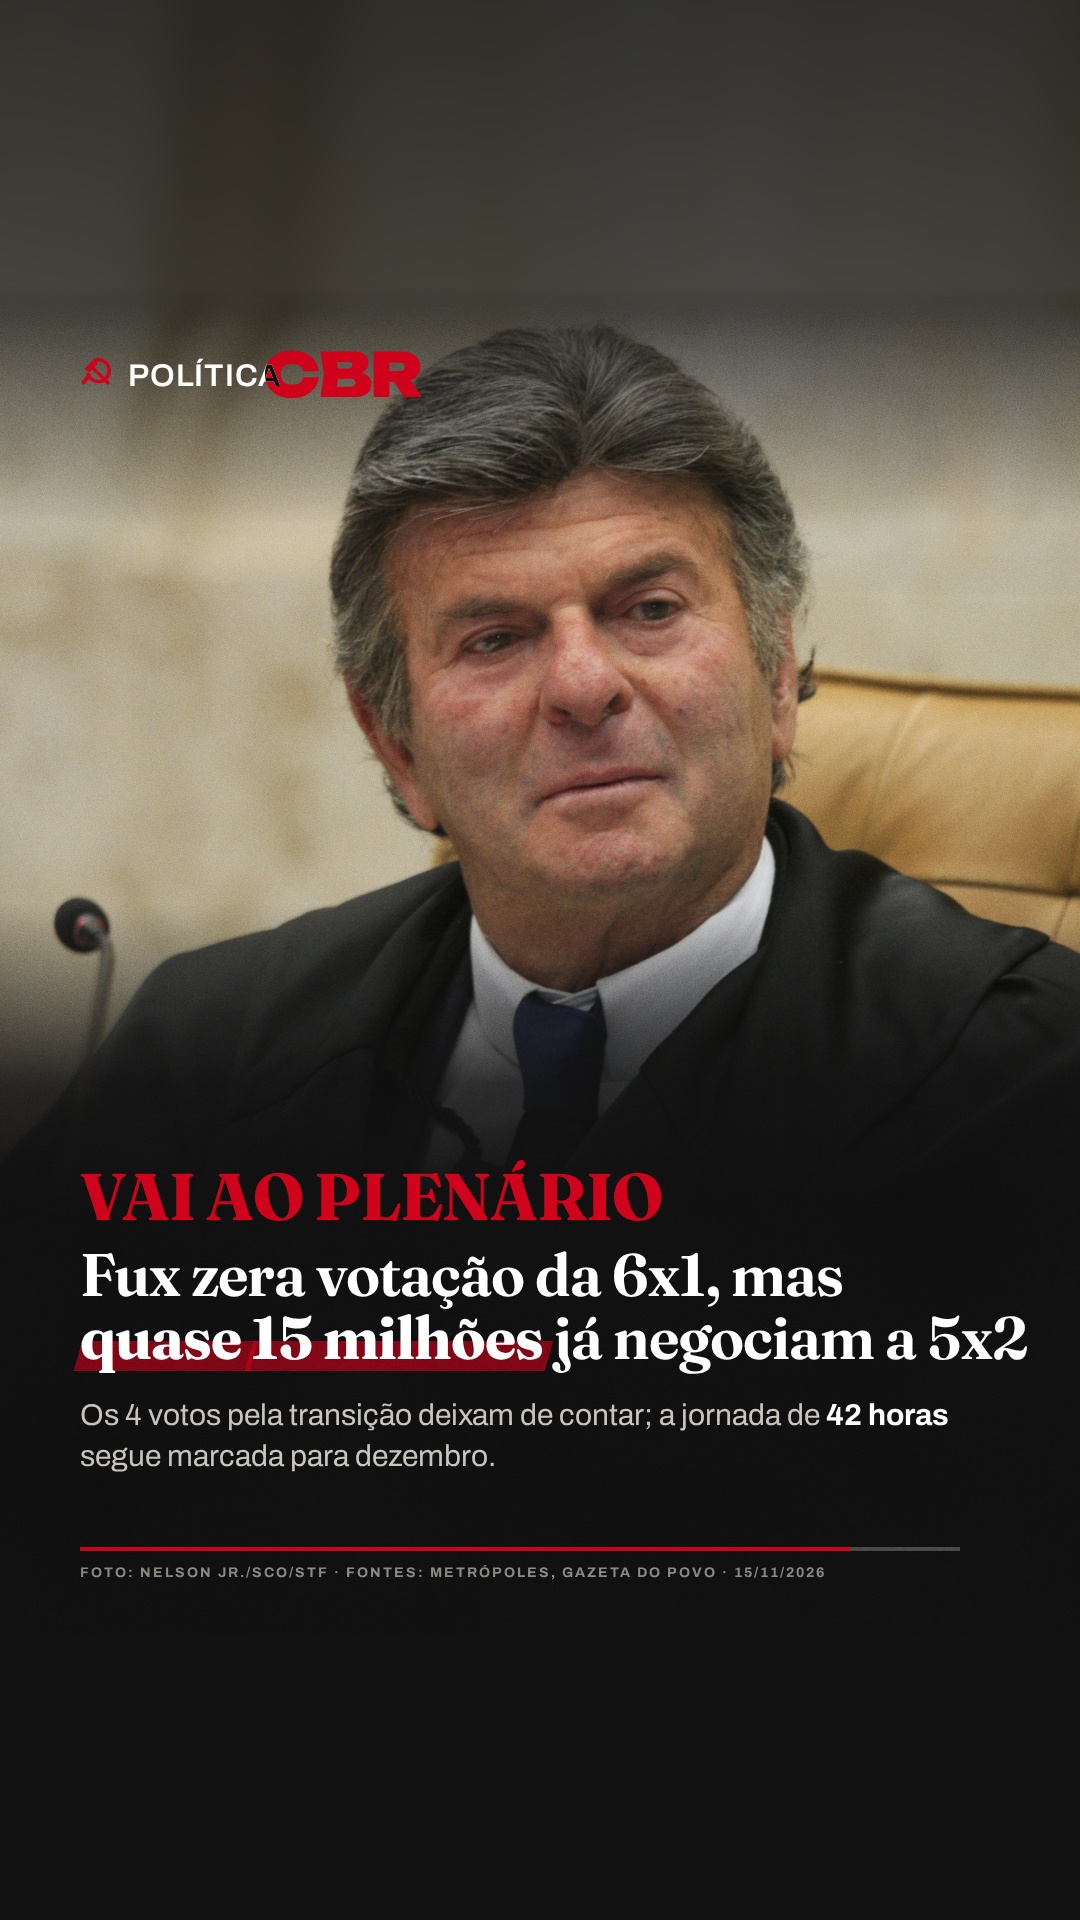 POLÍTICA CBR
VAI AO PLENÁRIO
Fux zera votação da 6x1, mas
quase 15 milhões já negociam a 5x2
Os 4 votos pela transição deixam de contar; a jornada de 42 horas
segue marcada para dezembro.
FOTO: NELSON JR./SCO/STF · FONTES: METRÓPOLES, GAZETA DO POVO · 15/11/2026